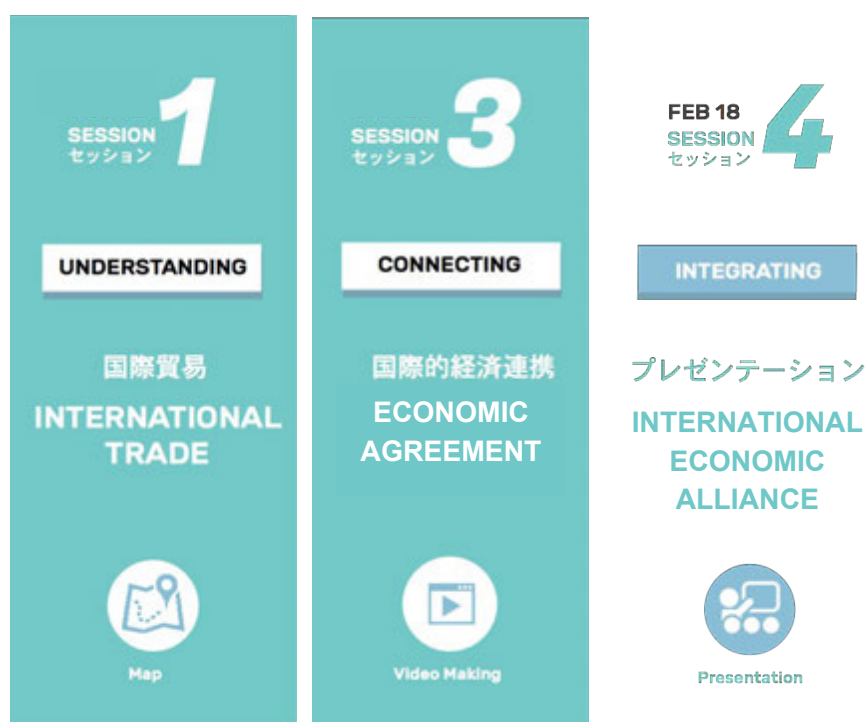 SESSION
セッション
1
UNDERSTANDING
国際貿易
INTERNATIONAL
TRADE
Map
SESSION
セッション
3
CONNECTING
国際的経済連携
ECONOMIC
AGREEMENT
Video Making
FEB 18
SESSION
セッション
4
INTEGRATING
プレゼンテーション
INTERNATIONAL
ECONOMIC
ALLIANCE
Presentation